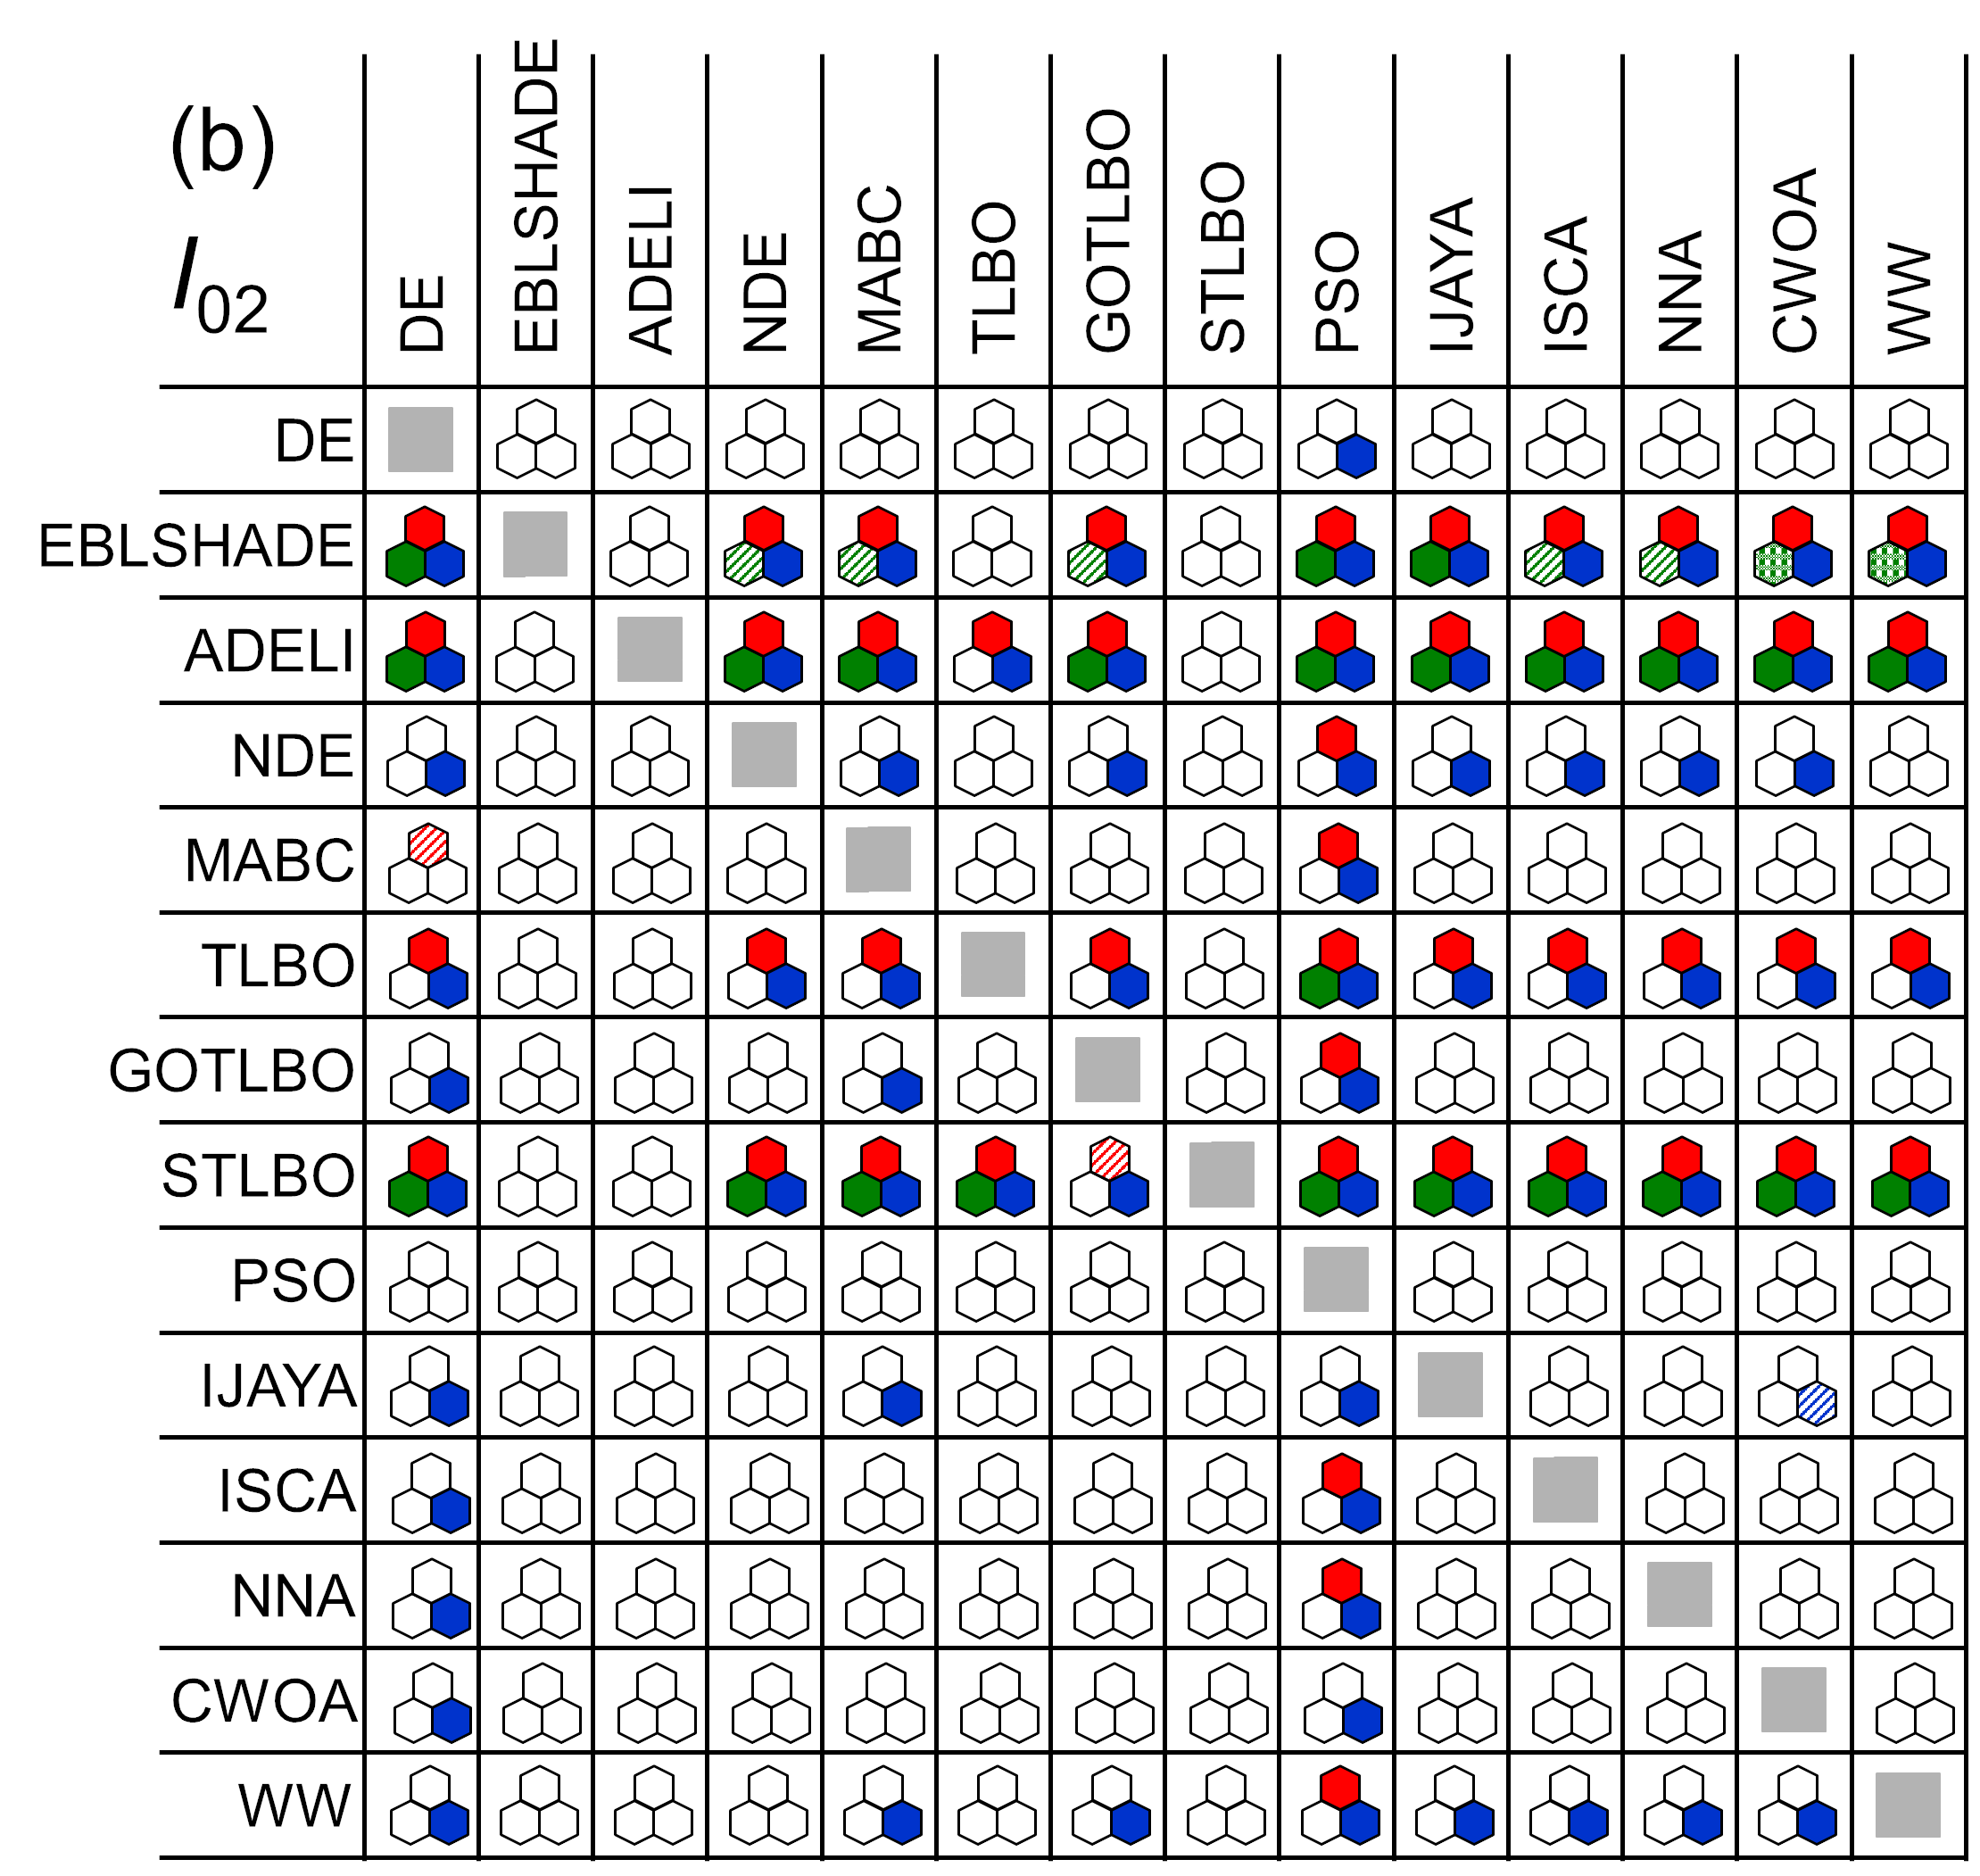 (b)
I02
DE
EBLSHADE
ADELI
NDE
MABC
TLBO
GOTLBO
STLBO
PSO
IJAYA
ISCA
NNA
CWOA
WW
DE
EBLSHADE
ADELI
NDE
MABC
TLBO
GOTLBO
STLBO
PSO
IJAYA
ISCA
NNA
CWOA
WW